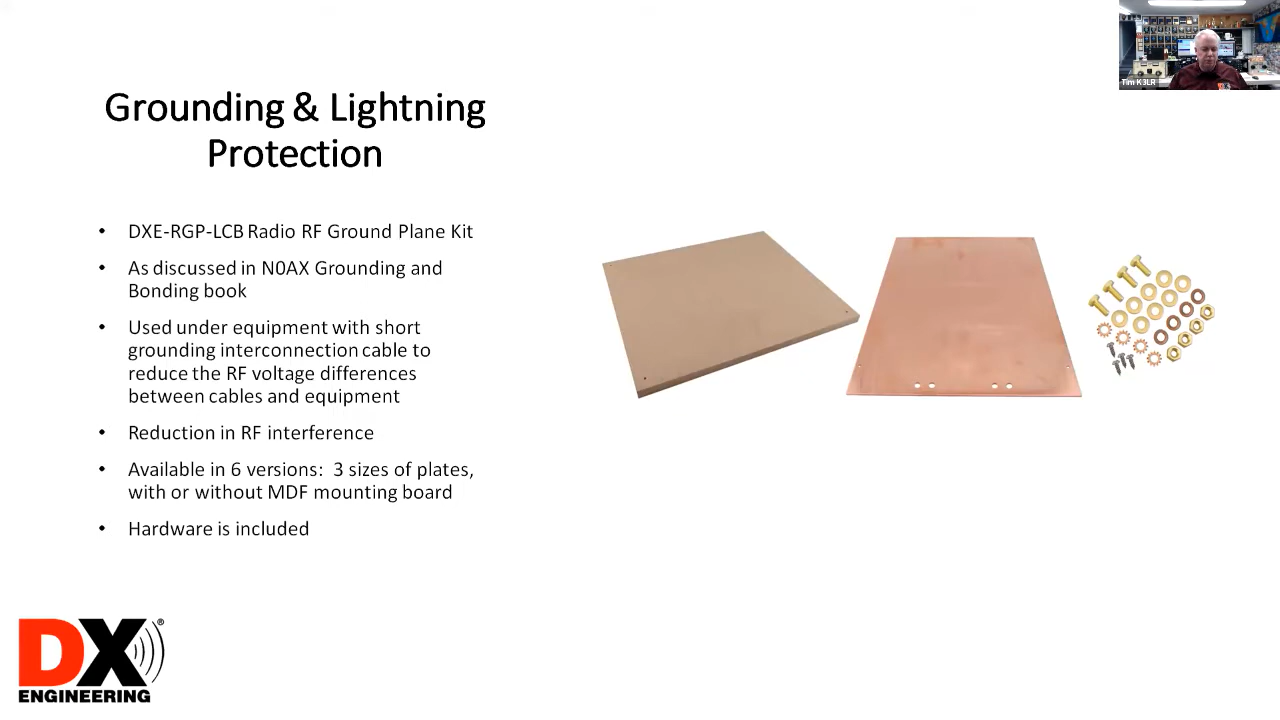 Tim K3LR
Grounding & Lightning
Protection
• DXE-RGP-LCB Radio RF Ground Plane Kit
• As discussed in N0AX Grounding and
Bonding book
• Used under equipment with short
grounding interconnection cable to
reduce the RF voltage differences
between cables and equipment
• Reduction in RF interference
• Available in 6 versions: 3 sizes of plates,
with or without MDF mounting board
• Hardware is included
DX®
ENGINEERING